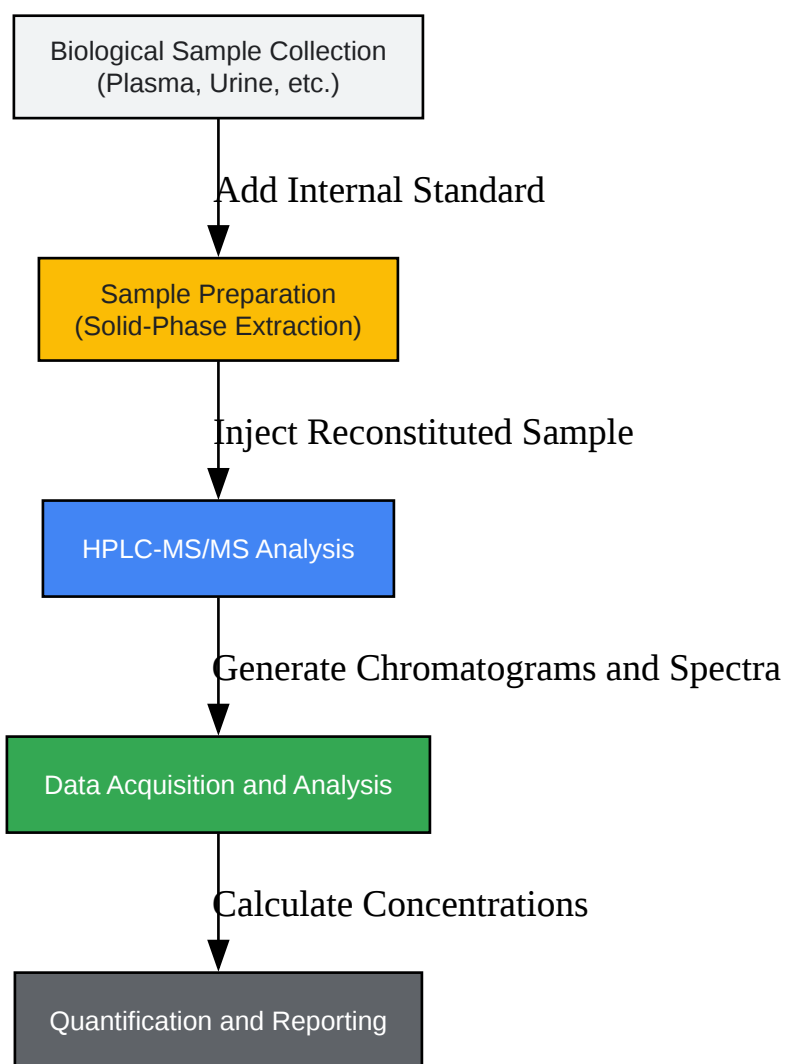 Biological Sample Collection
(Plasma, Urine, etc.)
Add Internal Standard
Sample Preparation
(Solid-Phase Extraction)
Inject Reconstituted Sample
HPLC-MS/MS Analysis
Generate Chromatograms and Spectra
Data Acquisition and Analysis
Calculate Concentrations
Quantification and Reporting